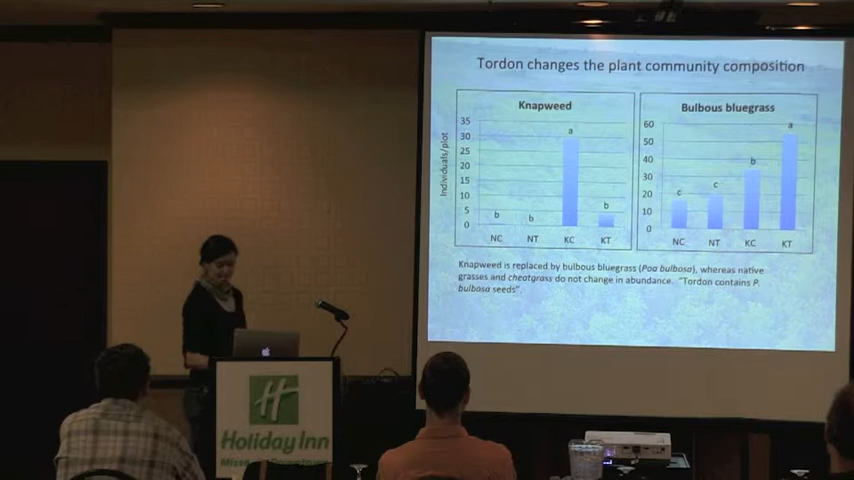 Tordon changes the plant community composition
Knapweed
Individuals/plot
35
30
25
20
15
10
5
0
b
b
a
b
NC
NT
KC
KT
Bulbous bluegrass
60
50
40
30
20
10
0
c
c
b
a
NC
NT
KC
KT
Knapweed is replaced by bulbous bluegrass (Poa bulbosa), whereas native
grasses and cheatgrass do not change in abundance. "Tordon contains P.
bulbosa seeds".
H
Holiday Inn